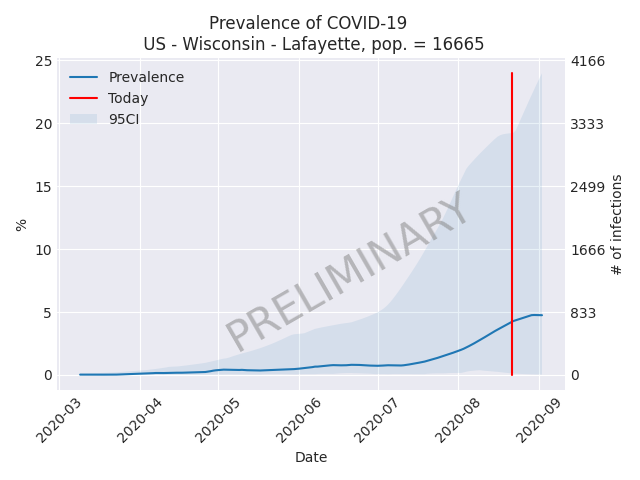 Prevalence of COVID-19
US - Wisconsin - Lafayette, pop. = 16665
25
20
15
10
5
0
%
4166
3333
2499
1666
833
0
# of infections
Prevalence
Today
95CI
PRELIMINARY
2020-03
2020-04
2020-05
2020-06
2020-07
2020-08
2020-09
Date